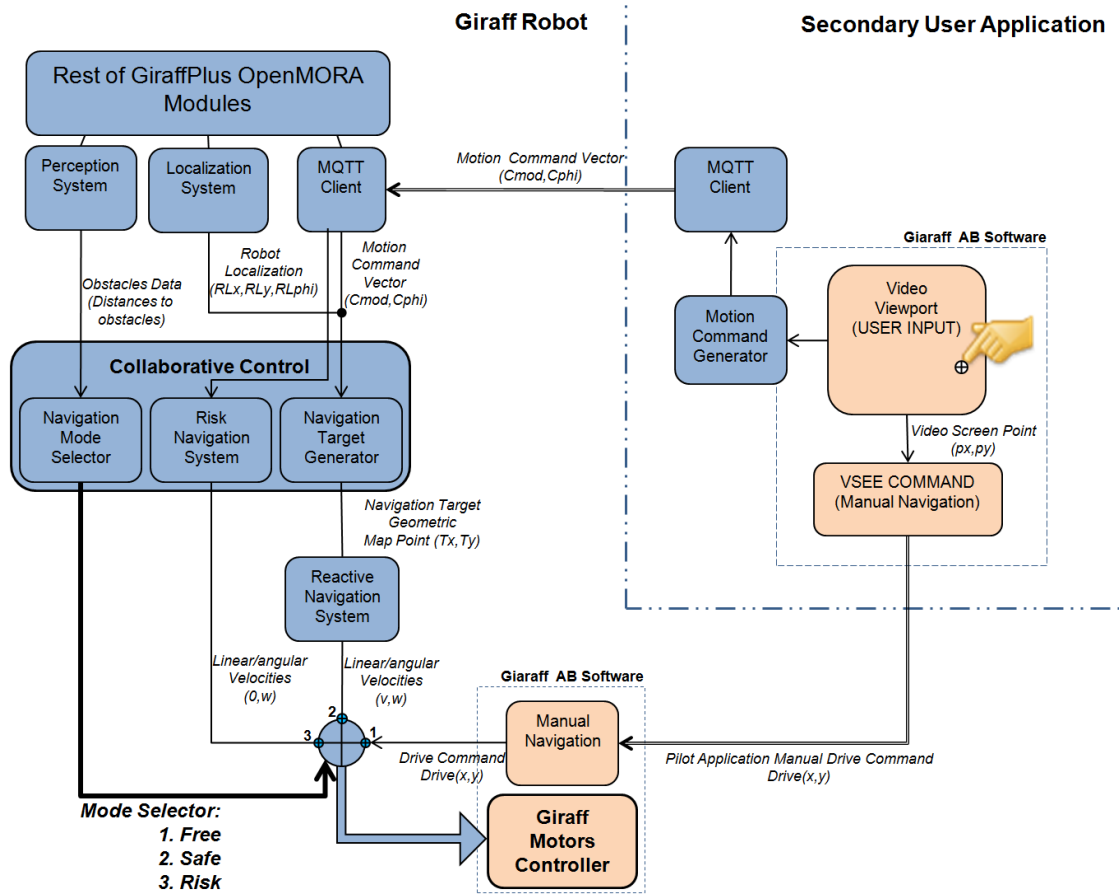 Giraff Robot
Secondary User Application
Rest of GiraffPlus OpenMORA
Modules
Perception
System
Localization
System
MQTT
Client
Motion Command Vector
(Cmod,Cphi)
MQTT
Client
Giaraff AB Software
Obstacles Data
(Distances to
obstacles)
Robot
Localization
(RLx,RLy,RLphi)
Motion
Command
Vector
(Cmod,Cphi)
Motion
Command
Generator
Video
Viewport
(USER INPUT)
Collaborative Control
Navigation
Mode
Selector
Risk
Navigation
System
Navigation
Target
Generator
Video Screen Point
(px,py)
VSEE COMMAND
(Manual Navigation)
Navigation Target
Geometric
Map Point (Tx,Ty)
Reactive
Navigation
System
Linear/angular
Velocities
(0,w)
Linear/angular
Velocities
(v,w)
Giaraff AB Software
2
3
1
Manual
Navigation
Drive Command
Drive(x,y)
Pilot Application Manual Drive Command
Drive(x,y)
Mode Selector:
1. Free
2. Safe
3. Risk
Giraff
Motors
Controller